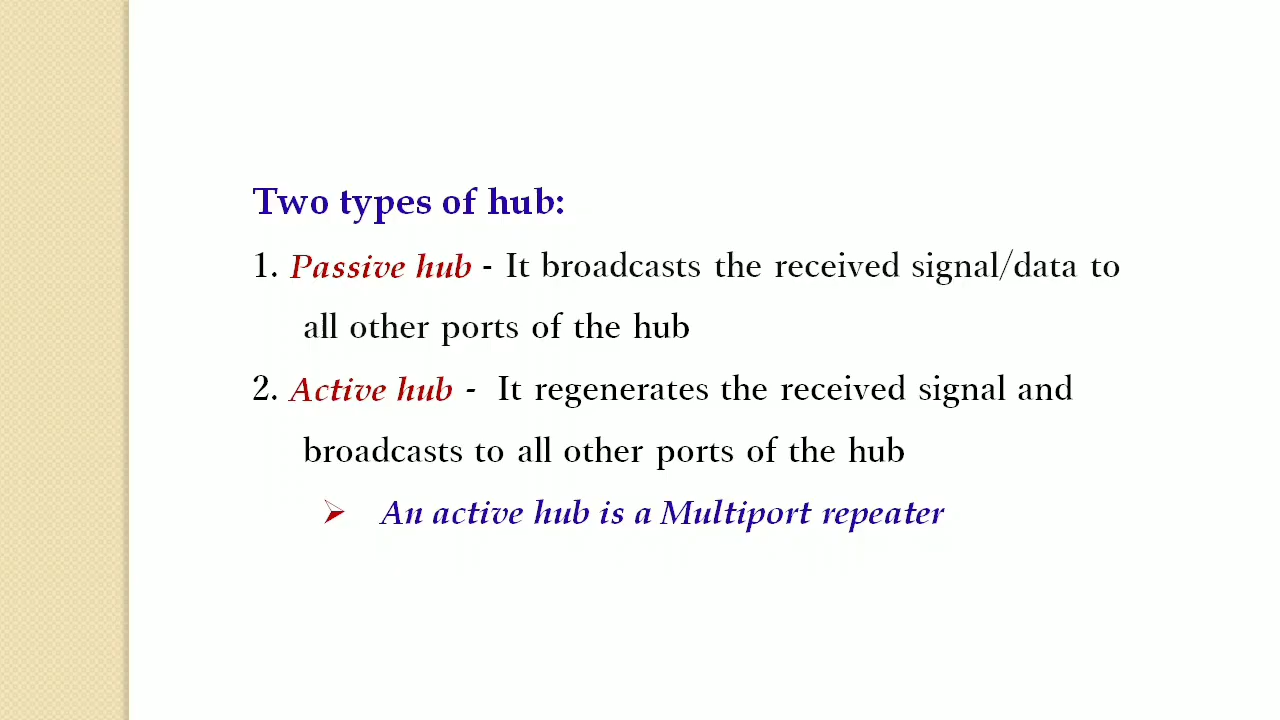 Two types of hub:
1. Passive hub - It broadcasts the received signal/data to
all other ports of the hub
2. Active hub - It regenerates the received signal and
broadcasts to all other ports of the hub
➢ An active hub is a Multiport repeater